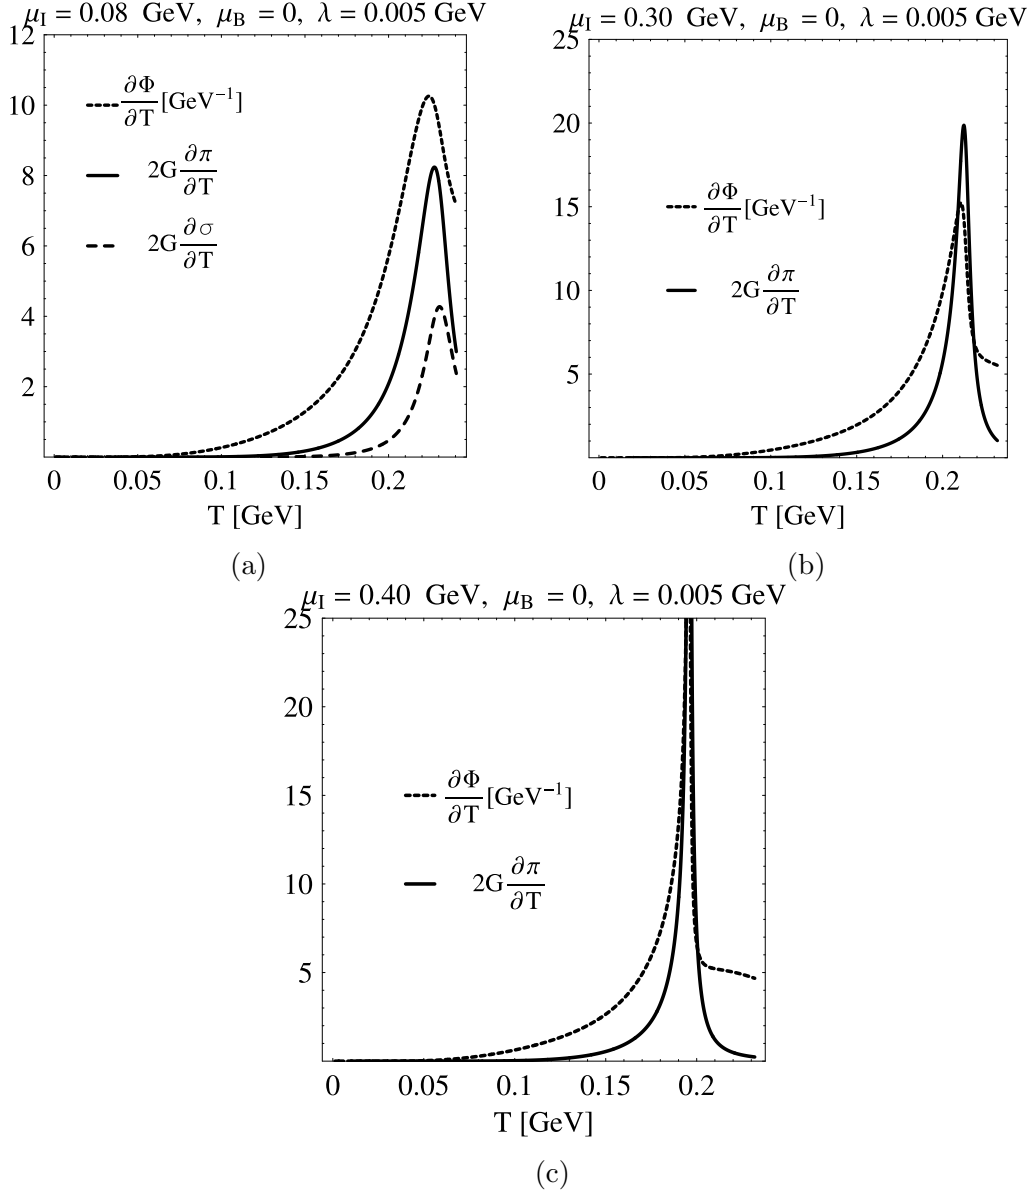 μI = 0.08 GeV, μB = 0, λ = 0.005 GeV
12
10
8
6
4
2
∂Φ/∂T [GeV⁻¹]
2G ∂π/∂T
2G ∂σ/∂T
0 0.05 0.1 0.15 0.2
T [GeV]
(a)
μI = 0.30 GeV, μB = 0, λ = 0.005 GeV
25
20
15
10
5
∂Φ/∂T [GeV⁻¹]
2G ∂π/∂T
0 0.05 0.1 0.15 0.2
T [GeV]
(b)
μI = 0.40 GeV, μB = 0, λ = 0.005 GeV
25
20
15
10
5
∂Φ/∂T [GeV⁻¹]
2G ∂π/∂T
0 0.05 0.1 0.15 0.2
T [GeV]
(c)